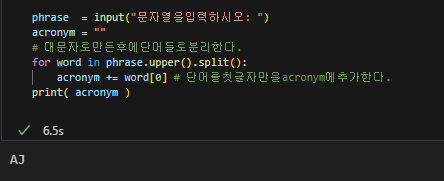 phrase = input("문자열을입력하시오: ")
acronym = ""
# 대문자로만든후에단어들로분리한다.
for word in phrase.upper().split():
acronym += word[0] # 단어를첫글자만을acronym에추가한다.
print( acronym )
6.5s
AJ